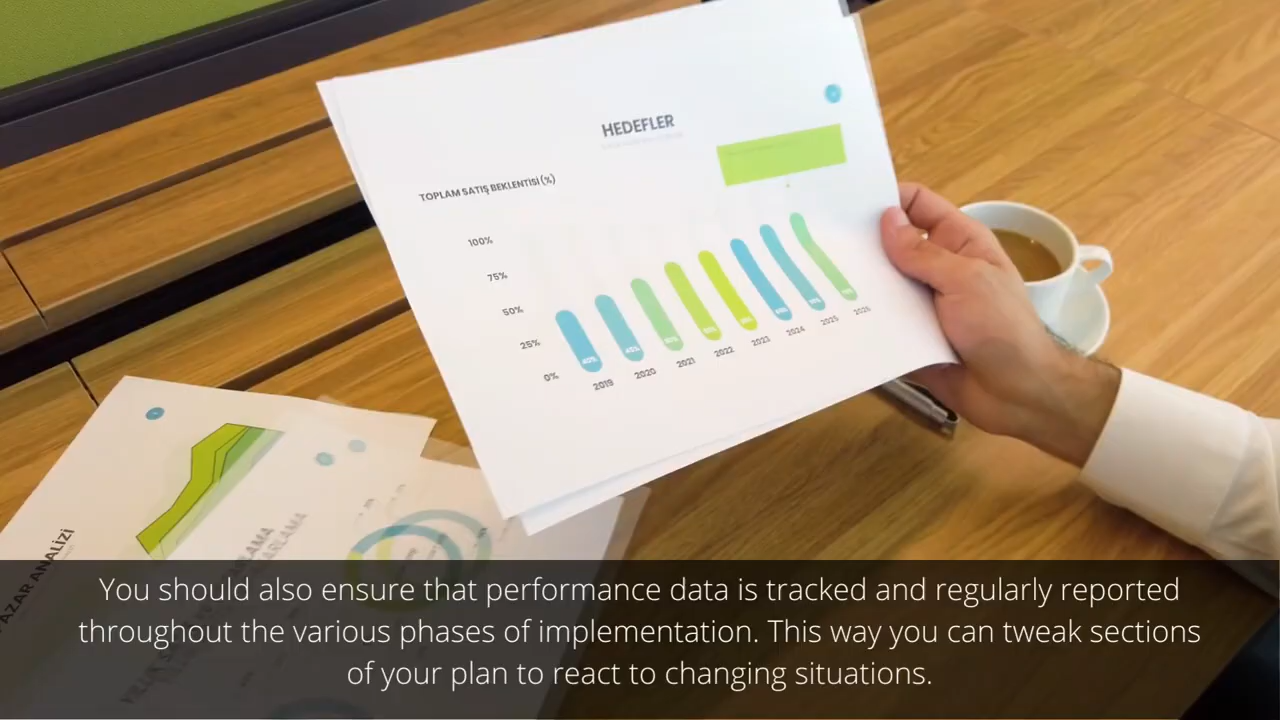 HEDEFLER
TOPLAM SATIŞ BEKLENTİSİ (%)
100%
75%
50%
25%
0%
2019
2020
2021
2022
2023
2024
2025
2026
AZAR ANALİZİ
You should also ensure that performance data is tracked and regularly reported
throughout the various phases of implementation. This way you can tweak sections
of your plan to react to changing situations.